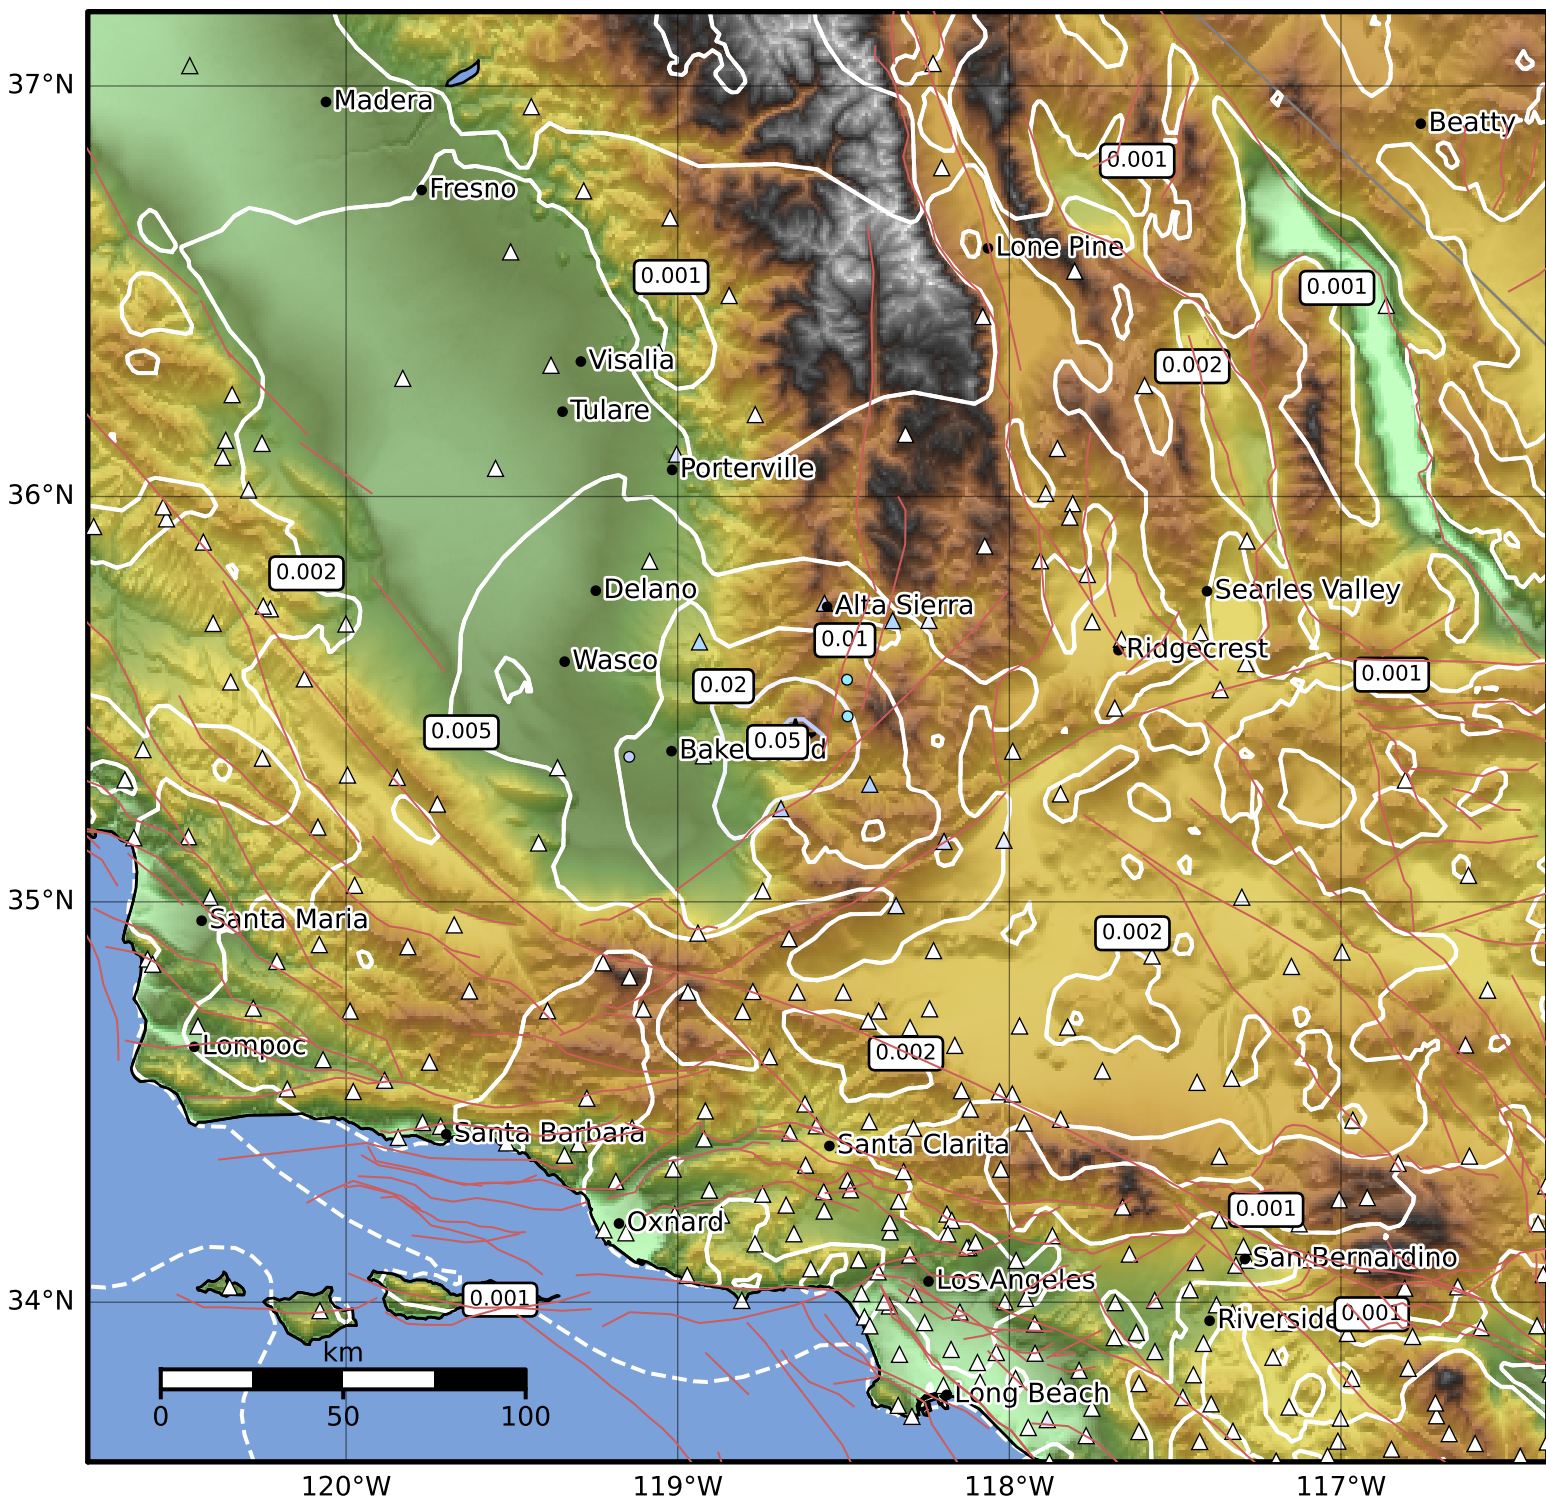 37°N
Madera
Beatty
0.001
Fresno
Lone Pine
0.001
0.001
0.002
Visalia
Tulare
Porterville
36°N
0.002
Delano
Alta Sierra
Searles Valley
0.01
Ridgecrest
Wasco
0.02
0.001
0.005
0.05
35°N
Santa Maria
0.002
Lompoc
0.002
Santa Barbara
Santa Clarita
Oxnard
0.001
San Bernardino
Los Angeles
34°N
0.001
Riverside
0.001
km
Long Beach
0 50 100
120°W 119°W 118°W 117°W